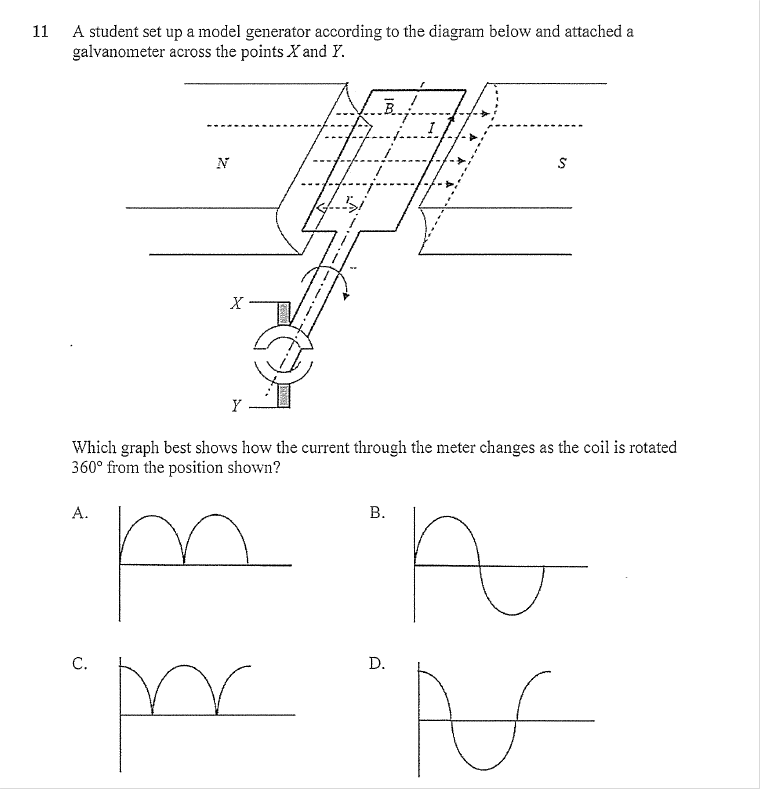 11 A student set up a model generator according to the diagram below and attached a
galvanometer across the points X and Y.
B
I
N
S
r
X
Y
Which graph best shows how the current through the meter changes as the coil is rotated
360° from the position shown?
A.
B.
C.
D.